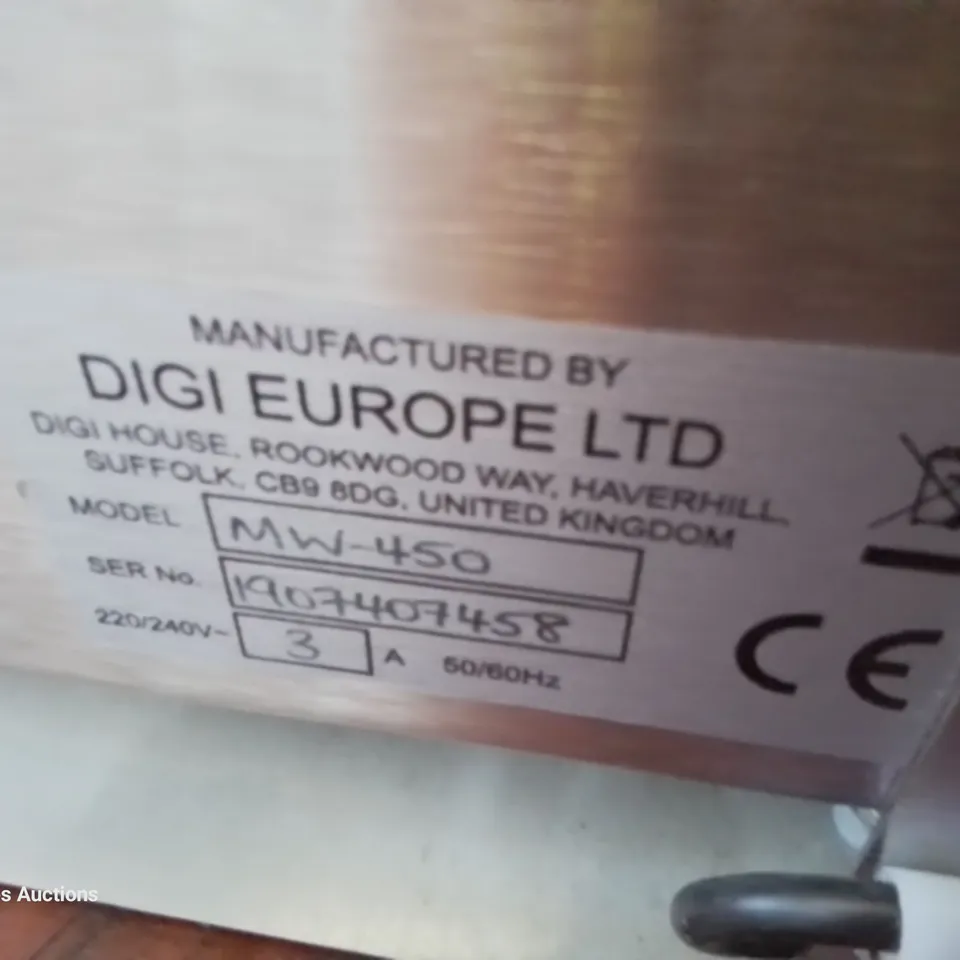 MANUFACTURED BY
DIGI EUROPE LTD
DIGI HOUSE, ROOKWOOD WAY, HAVERHILL,
SUFFOLK, CB9 8DG, UNITED KINGDOM
MODEL MW-450
SER No. 1907407458
220/240V~ 3 A 50/60Hz
CE
s Auctions